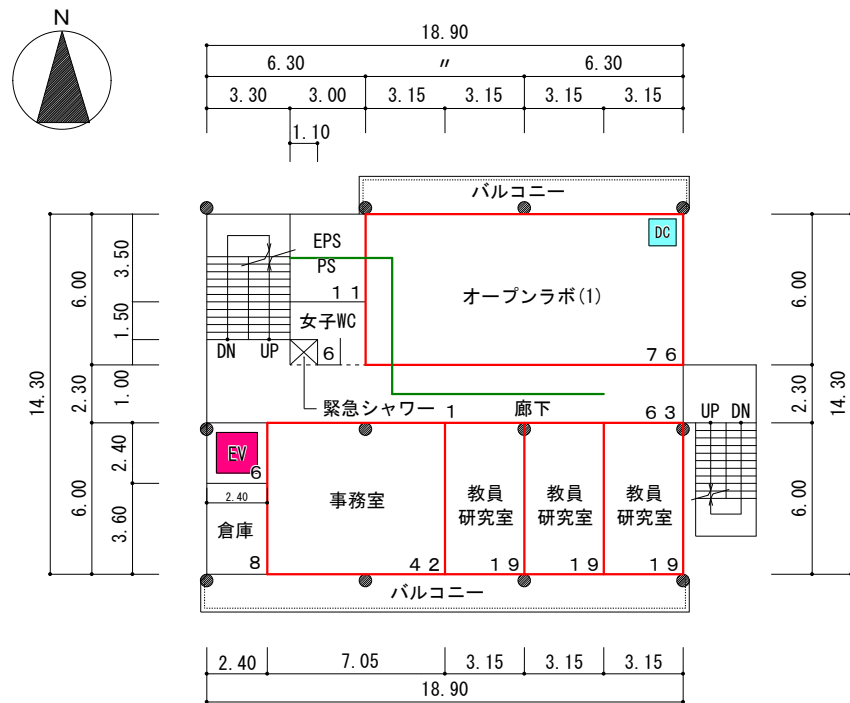 N
18.90
6.30 〃 6.30
3.30 3.00 3.15 3.15 3.15 3.15
1.10
バルコニー
DC
EPS
PS
11
オープンラボ(1)
女子WC
6
76
DN UP
緊急シャワー
1
廊下
63
UP DN
EV
6
2.40
倉庫
8
事務室
42
教員
研究室
19
教員
研究室
19
教員
研究室
19
バルコニー
14.30
6.00
2.30
6.00
3.50
1.50
1.00
2.40
3.60
6.00
2.30
6.00
14.30
2.40 7.05 3.15 3.15 3.15
18.90